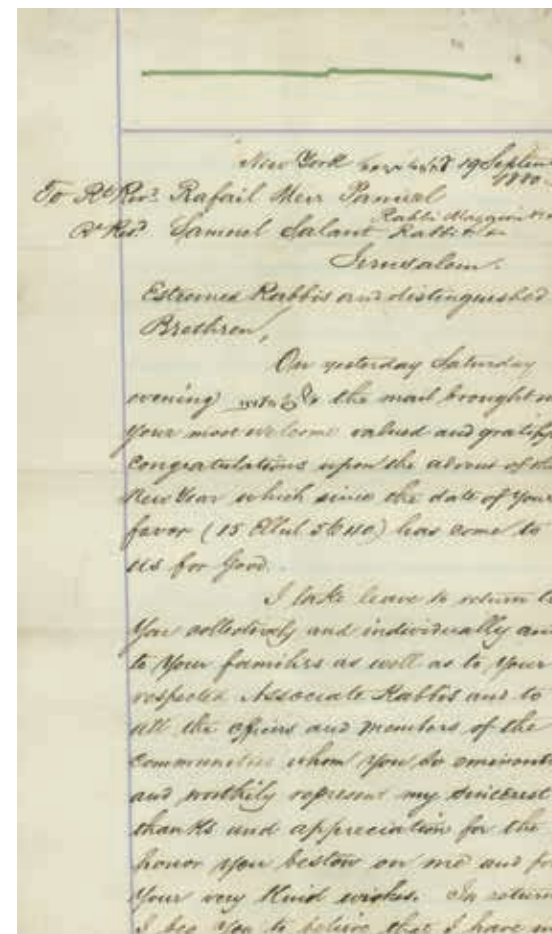 New York 19 Septem
1880.
To Rt Revd. Rafail Meir Panisel
& Revd. Samuel Salant Rabbi
Jerusalem.
Esteemed Rabbis and distinguished
Brethren,
On yesterday Saturday
evening the mail brought
your most welcome valued and gratify
congratulations upon the advent of the
New Year which since the date of your
favor (15 Ellul 5640) has come to
us for Good.
I take leave to return to
You collectively and individually an
to Your families as well as to Your
respected Associate Rabbis and to
all the officers and members of the
Communities whom You so eminent
and worthily represent my sincerest
thanks and appreciation for the
honor you bestow on me and fo
Your very Kind wishes. In return
I beg You to believe that I have